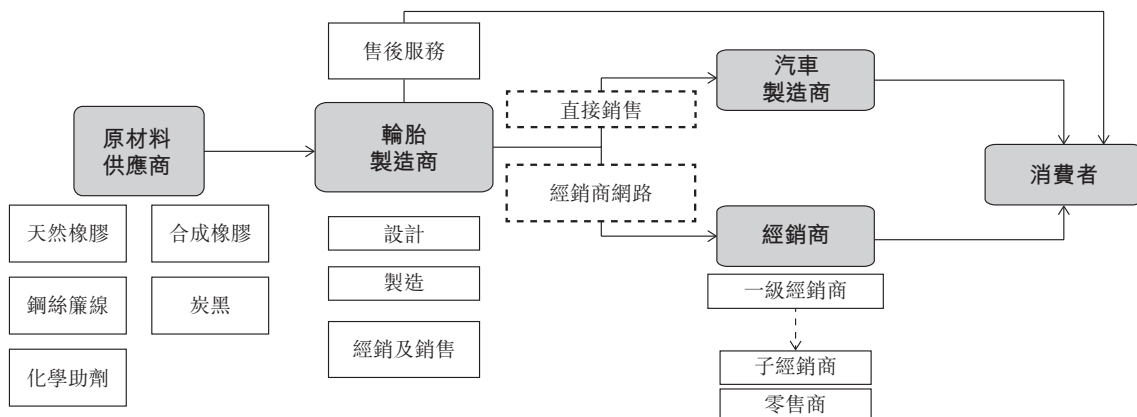 售後服務
汽車
製造商
直接銷售
原材料
供應商
輪胎
製造商
消費者
經銷商網路
天然橡膠
合成橡膠
設計
經銷商
鋼絲簾線
炭黑
製造
一級經銷商
化學助劑
經銷及銷售
子經銷商
零售商